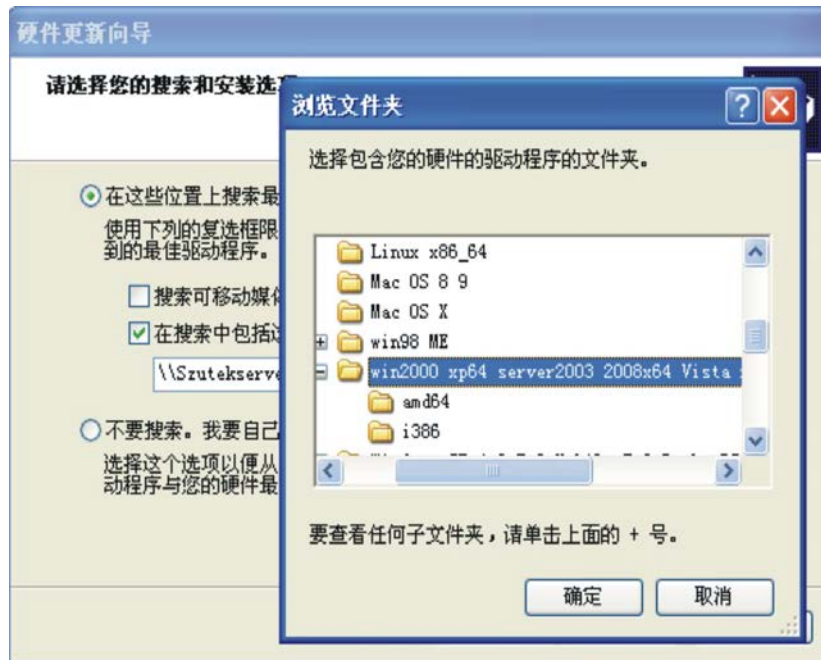 硬件更新向导
请选择您的搜索和安装选项
浏览文件夹
选择包含您的硬件的驱动程序的文件夹。
在这些位置上搜索最
使用下列的复选框限
到的最佳驱动程序。
搜索可移动媒体
在搜索中包括这
\\Szutekserve
不要搜索。我要自己
选择这个选项以便从
动程序与您的硬件最
Linux x86_64
Mac OS 8 9
Mac OS X
win98 ME
win2000 xp64 server2003 2008x64 Vista
amd64
i386
要查看任何子文件夹，请单击上面的 + 号。
确定
取消